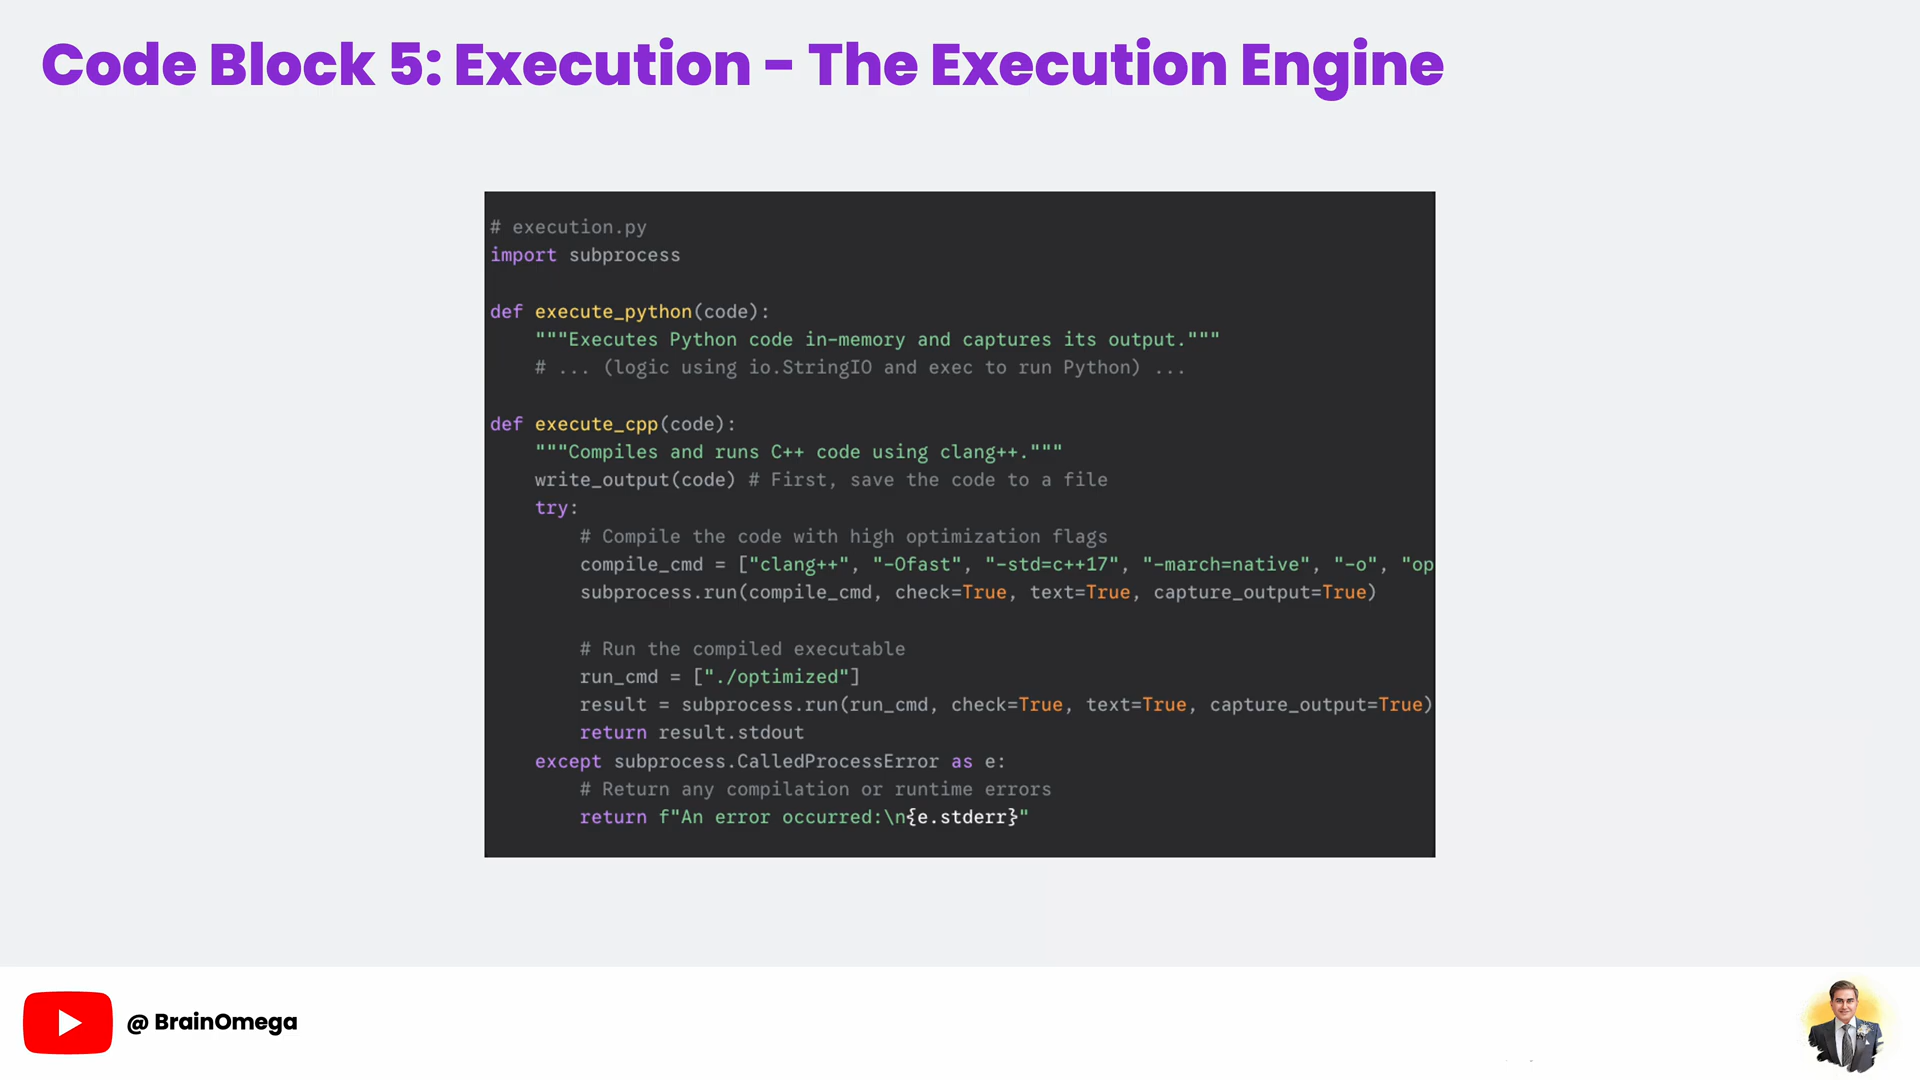 Code Block 5: Execution - The Execution Engine
# execution.py
import subprocess
def execute_python(code):
"""Executes Python code in-memory and captures its output."""
# ... (logic using io.StringIO and exec to run Python) ...
def execute_cpp(code):
"""Compiles and runs C++ code using clang++."""
write_output(code) # First, save the code to a file
try:
# Compile the code with high optimization flags
compile_cmd = ["clang++", "-Ofast", "-std=c++17", "-march=native", "-o", "op
subprocess.run(compile_cmd, check=True, text=True, capture_output=True)
# Run the compiled executable
run_cmd = ["./optimized"]
result = subprocess.run(run_cmd, check=True, text=True, capture_output=True)
return result.stdout
except subprocess.CalledProcessError as e:
# Return any compilation or runtime errors
return f"An error occurred:\n{e.stderr}"
@ BrainOmega